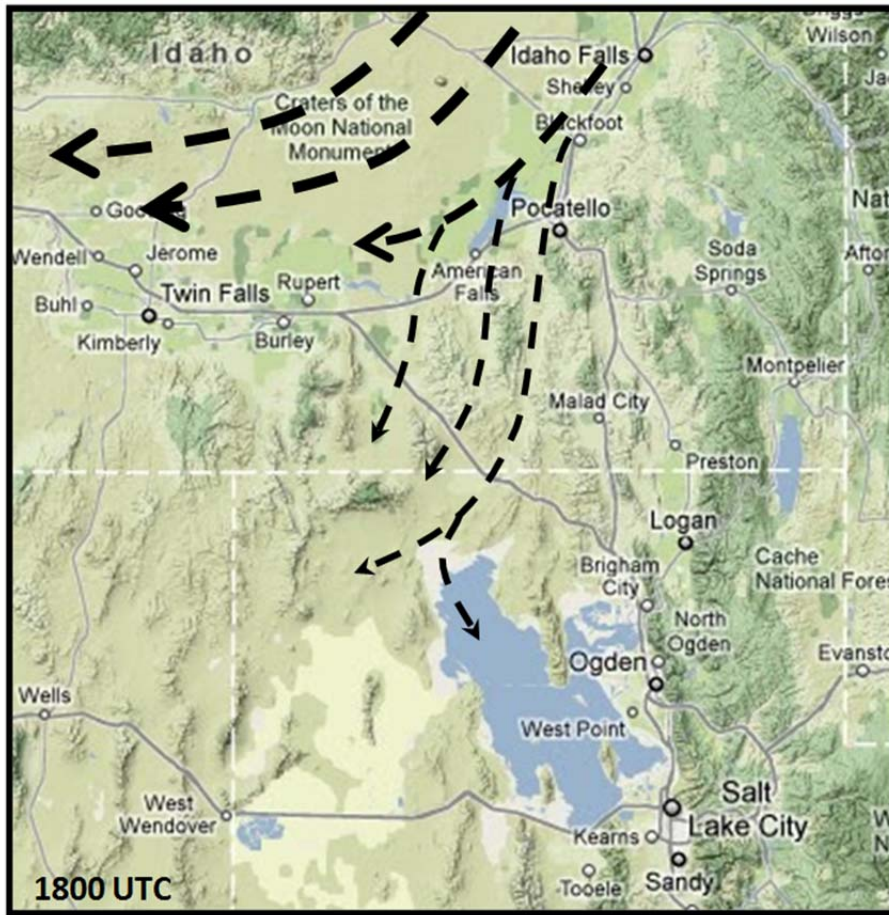 Wilson
Idaho
Idaho Falls
Shelley
Craters of the
Moon National
Monument
Blackfoot
Pocatello
Wendell
Jerome
American
Falls
Soda
Springs
Afton
Rupert
Buhl
Twin Falls
Kimberly
Burley
Montpelier
Malad City
Preston
Logan
Brigham
City
Cache
National Fores
North
Ogden
Ogden
Evanston
Wells
West Point
West
Wendover
Salt
Lake City
Kearns
Tooele
Sandy
1800 UTC